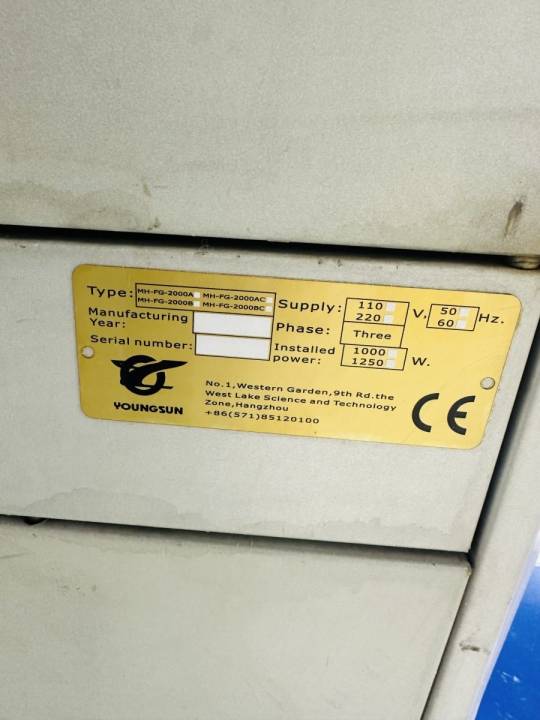 Type: MH-FG-2000A MH-FG-2000AC
MH-FG-2000B MH-FG-2000BC
Supply: 110 220 V, 50 60 Hz.
Manufacturing Year:
Phase: Three
Serial number:
Installed power: 1000 1250 W.
YOUNGSUN
No.1,Western Garden,9th Rd.the
West Lake Science and Technology
Zone,Hangzhou
+86(571)85120100
CE